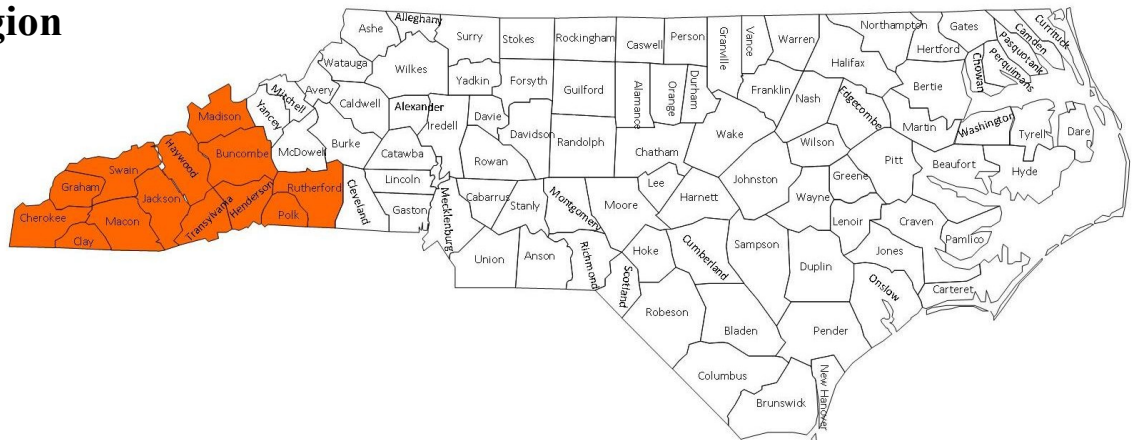 gion
Ashe
Alleghany
Surry
Stokes
Rockingham
Caswell
Person
Granville
Vance
Warren
Northampton
Gates
Camden
Currituck
Pasquotank
Perquimans
Hertford
Chowan
Halifax
Watauga
Wilkes
Yadkin
Forsyth
Guilford
Alamance
Orange
Durham
Franklin
Nash
Edgecombe
Bertie
Mitchell
Avery
Yancey
Caldwell
Alexander
Iredell
Davie
Davidson
Randolph
Chatham
Wake
Wilson
Martin
Washington
Tyrell
Dare
Madison
Haywood
Buncombe
McDowell
Burke
Catawba
Rowan
Lee
Johnston
Greene
Pitt
Beaufort
Hyde
Swain
Graham
Jackson
Transylvania
Henderson
Rutherford
Cleveland
Lincoln
Gaston
Mecklenburg
Cabarrus
Stanly
Montgomery
Moore
Harnett
Wayne
Lenoir
Craven
Pamlico
Cherokee
Macon
Clay
Polk
Union
Anson
Richmond
Scotland
Hoke
Cumberland
Sampson
Duplin
Jones
Onslow
Carteret
Robeson
Bladen
Pender
Columbus
Brunswick
New Hanover